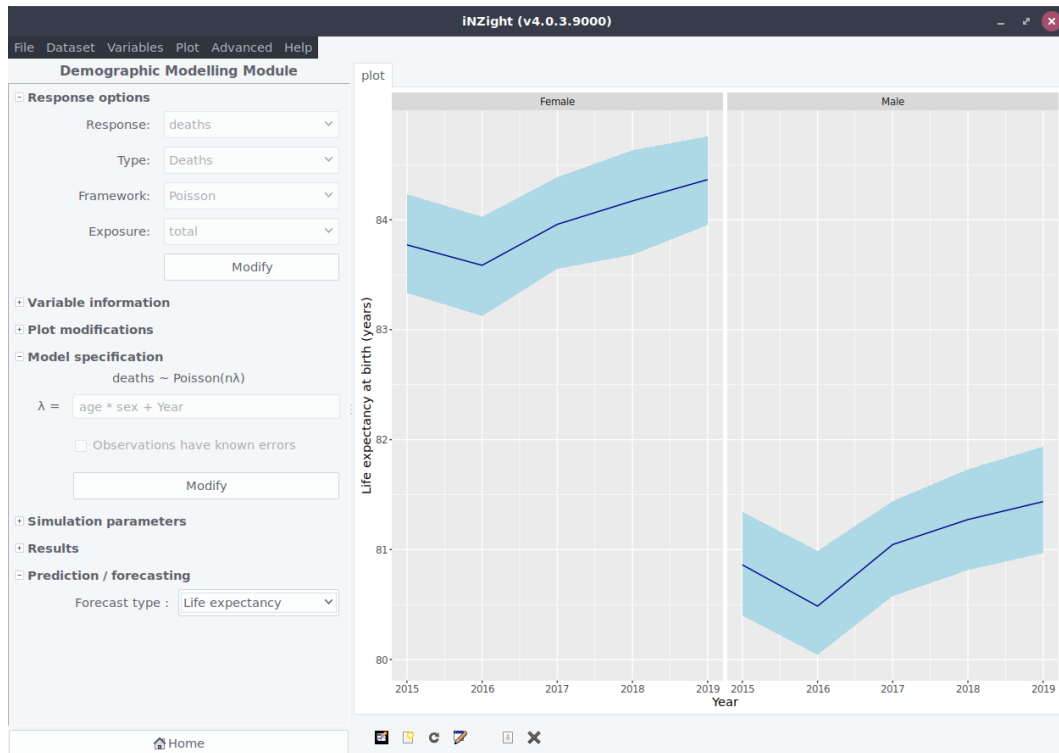 iNZight (v4.0.3.9000)
File Dataset Variables Plot Advanced Help
Demographic Modelling Module
Response options
Response: deaths
Type: Deaths
Framework: Poisson
Exposure: total
Modify
Variable information
Plot modifications
Model specification
deaths ~ Poisson(nλ)
λ = age * sex + Year
Observations have known errors
Modify
Simulation parameters
Results
Prediction / forecasting
Forecast type : Life expectancy
Home
plot
Female Male
Life expectancy at birth (years)
84
83
82
81
80
2015 2016 2017 2018 2019 2015 2016 2017 2018 2019
Year